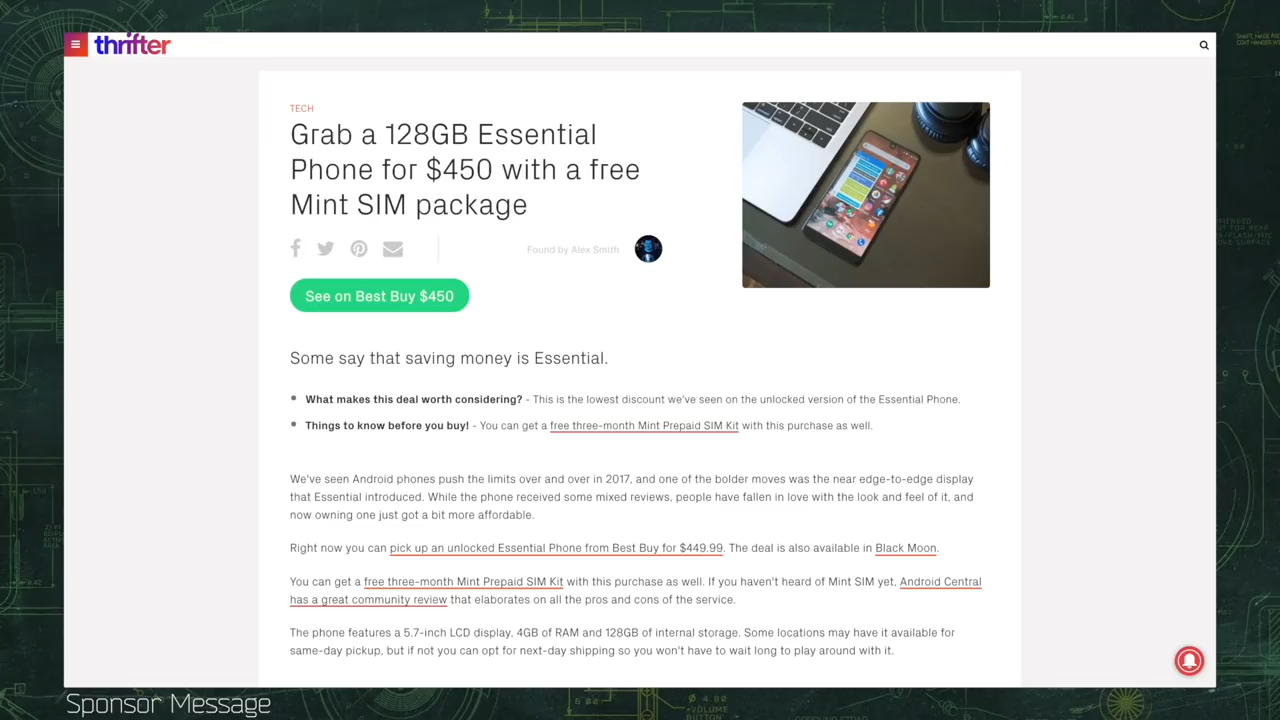 thrifter
TECH
Grab a 128GB Essential
Phone for $450 with a free
Mint SIM package
Found by Alex Smith
See on Best Buy $450
Some say that saving money is Essential.
What makes this deal worth considering? - This is the lowest discount we've seen on the unlocked version of the Essential Phone.
Things to know before you buy! - You can get a free three-month Mint Prepaid SIM Kit with this purchase as well.
We've seen Android phones push the limits over and over in 2017, and one of the bolder moves was the near edge-to-edge display
that Essential introduced. While the phone received some mixed reviews, people have fallen in love with the look and feel of it, and
now owning one just got a bit more affordable.
Right now you can pick up an unlocked Essential Phone from Best Buy for $449.99. The deal is also available in Black Moon.
You can get a free three-month Mint Prepaid SIM Kit with this purchase as well. If you haven't heard of Mint SIM yet, Android Central
has a great community review that elaborates on all the pros and cons of the service.
The phone features a 5.7-inch LCD display, 4GB of RAM and 128GB of internal storage. Some locations may have it available for
same-day pickup, but if not you can opt for next-day shipping so you won't have to wait long to play around with it.
Sponsor Message